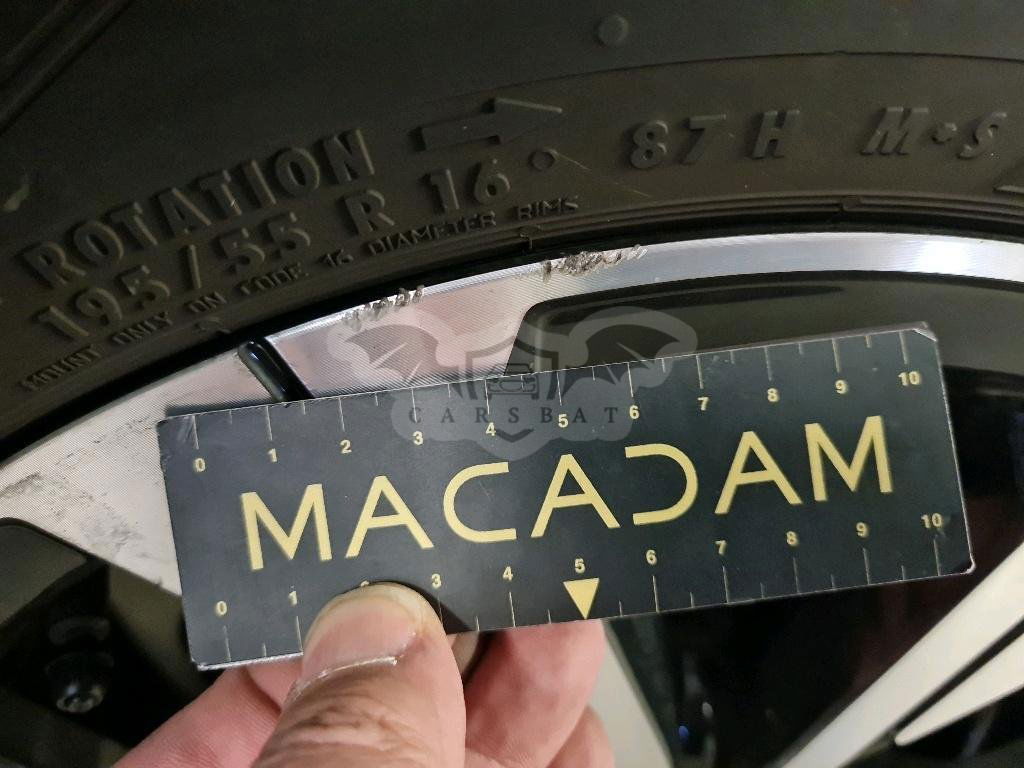 ROTATION
195/55 R 16 87 H M+S
MOUNT ONLY ON CODE 16 DIAMETER RIMS
0 1 2 3 4 5 6 7 8 9 10
CARSBAT
MACADAM
0 1 2 3 4 5 6 7 8 9 10